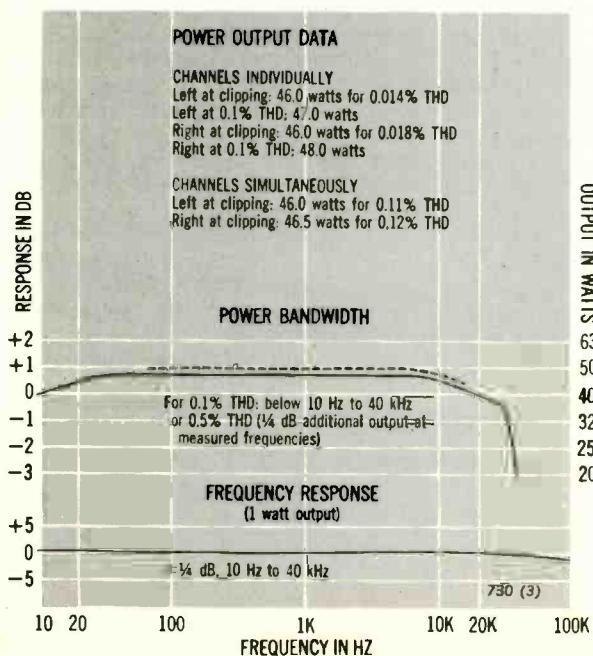 POWER OUTPUT DATA
CHANNELS INDIVIDUALLY
Left at clipping: 46.0 watts for 0.014% THD
Left at 0.1% THD: 47.0 watts
Right at clipping: 46.0 watts for 0.018% THD
Right at 0.1% THD: 48.0 watts
CHANNELS SIMULTANEOUSLY
Left at clipping: 46.0 watts for 0.11% THD
Right at clipping: 46.5 watts for 0.12% THD
RESPONSE IN DB
OUTPUT IN WATTS
POWER BANDWIDTH
+2
63
+1
50
0
40
-1
32
-2
25
-3
20
For 0.1% THD: below 10 Hz to 40 kHz
or 0.5% THD (¼ dB additional output at
measured frequencies)
FREQUENCY RESPONSE
(1 watt output)
+5
0
-5
±¼ dB, 10 Hz to 40 kHz
730 (3)
10 20 100 1K 10K 20K 100K
FREQUENCY IN HZ